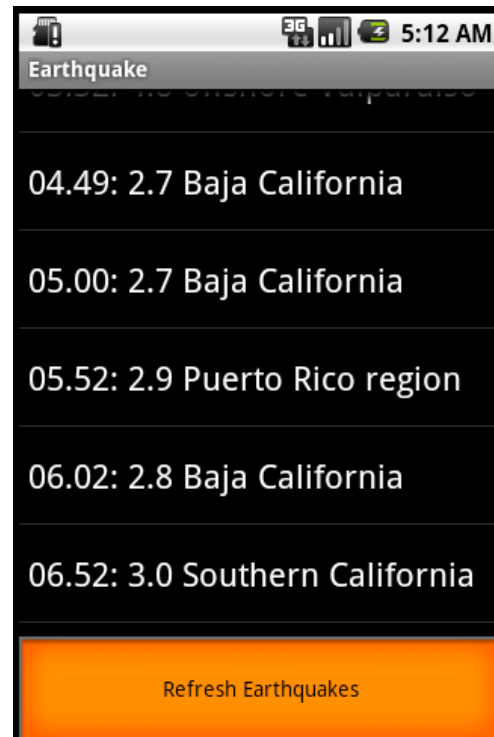 3G
5:12 AM
Earthquake
04.49: 2.7 Baja California
05.00: 2.7 Baja California
05.52: 2.9 Puerto Rico region
06.02: 2.8 Baja California
06.52: 3.0 Southern California
Refresh Earthquakes